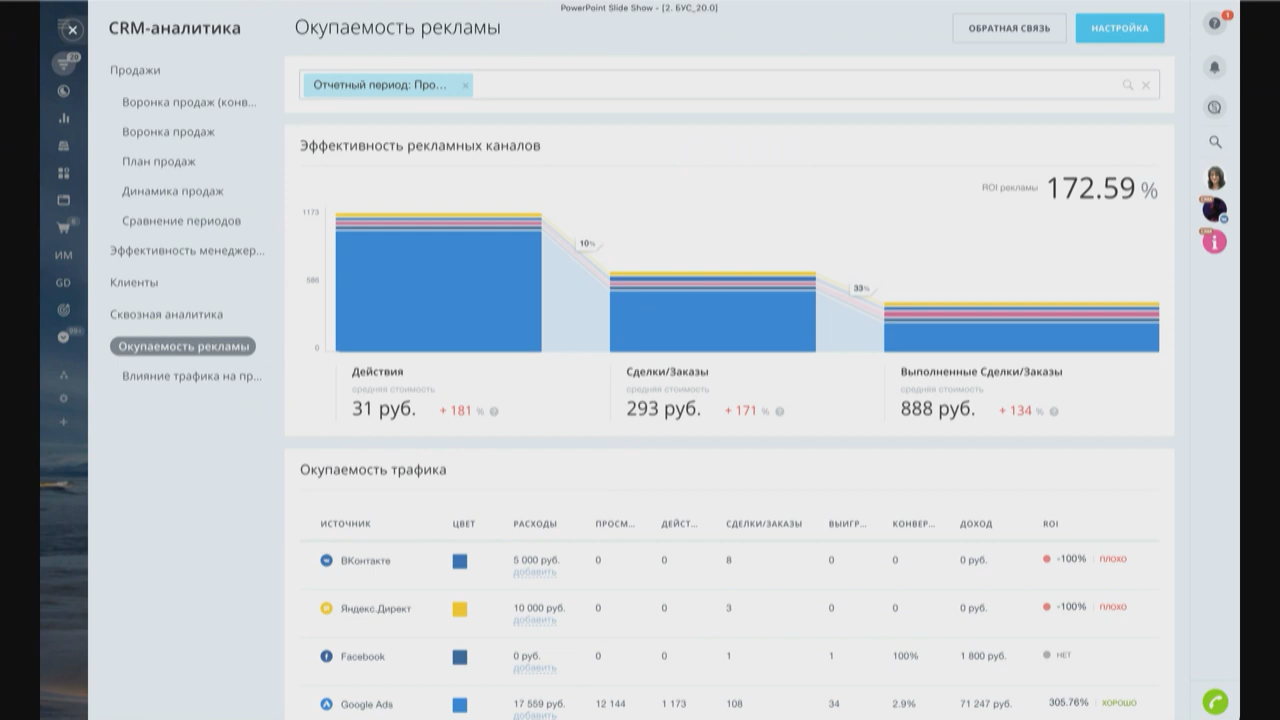 PowerPoint Slide Show - [2. БУС_20.0]
CRM-аналитика
Окупаемость рекламы
ОБРАТНАЯ СВЯЗЬ
НАСТРОЙКА
1
20
Продажи
Воронка продаж (конв...
Воронка продаж
План продаж
Динамика продаж
Сравнение периодов
Эффективность менеджер...
Клиенты
Сквозная аналитика
Окупаемость рекламы
Влияние трафика на пр...
ИМ
GD
99+
Отчетный период: Про...
Эффективность рекламных каналов
ROI рекламы 172.59 %
1173
586
0
10%
33%
Действия
средняя стоимость
31 руб. + 181 %
Сделки/Заказы
средняя стоимость
293 руб. + 171 %
Выполненные Сделки/Заказы
средняя стоимость
888 руб. + 134 %
Окупаемость трафика
ИСТОЧНИК ЦВЕТ РАСХОДЫ ПРОСМ... ДЕЙСТ... СДЕЛКИ/ЗАКАЗЫ ВЫИГР... КОНВЕР... ДОХОД ROI
ВКонтакте 5 000 руб. 0 0 8 0 0 0 руб. -100% ПЛОХО
добавить
Яндекс.Директ 10 000 руб. 0 0 3 0 0 0 руб. -100% ПЛОХО
добавить
Facebook 0 руб. 0 0 1 1 100% 1 800 руб. НЕТ
добавить
Google Ads 17 559 руб. 12 144 1 173 108 34 2.9% 71 247 руб. 305.76% ХОРОШО
добавить